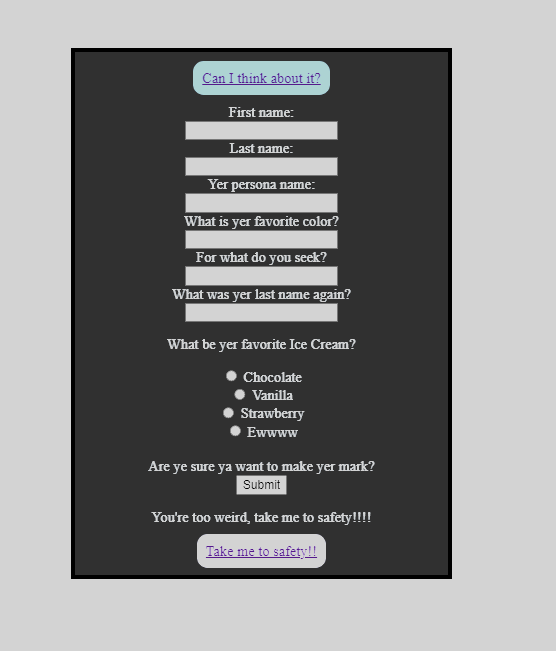 Can I think about it?
First name:
Last name:
Yer persona name:
What is yer favorite color?
For what do you seek?
What was yer last name again?
What be yer favorite Ice Cream?
Chocolate
Vanilla
Strawberry
Ewwww
Are ye sure ya want to make yer mark?
Submit
You're too weird, take me to safety!!!!
Take me to safety!!